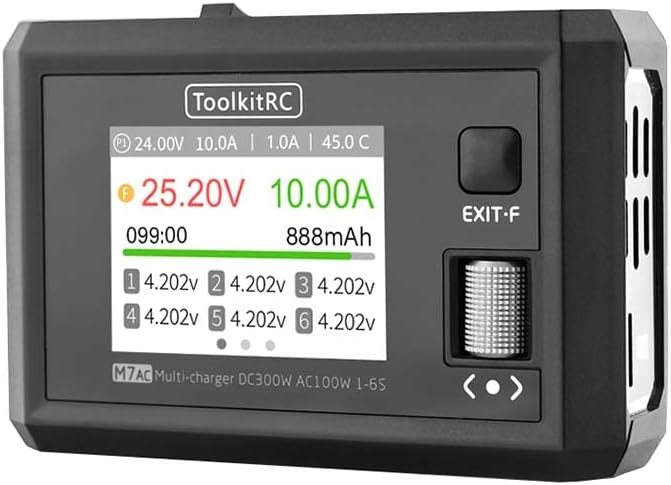 ToolkitRC
P1 24.00V 10.0A | 1.0A | 45.0 C
F 25.20V 10.00A
099:00 888mAh
1 4.202v 2 4.202v 3 4.202v
4 4.202v 5 4.202v 6 4.202v
M7AC Multi-charger DC300W AC100W 1-6S
EXIT·F